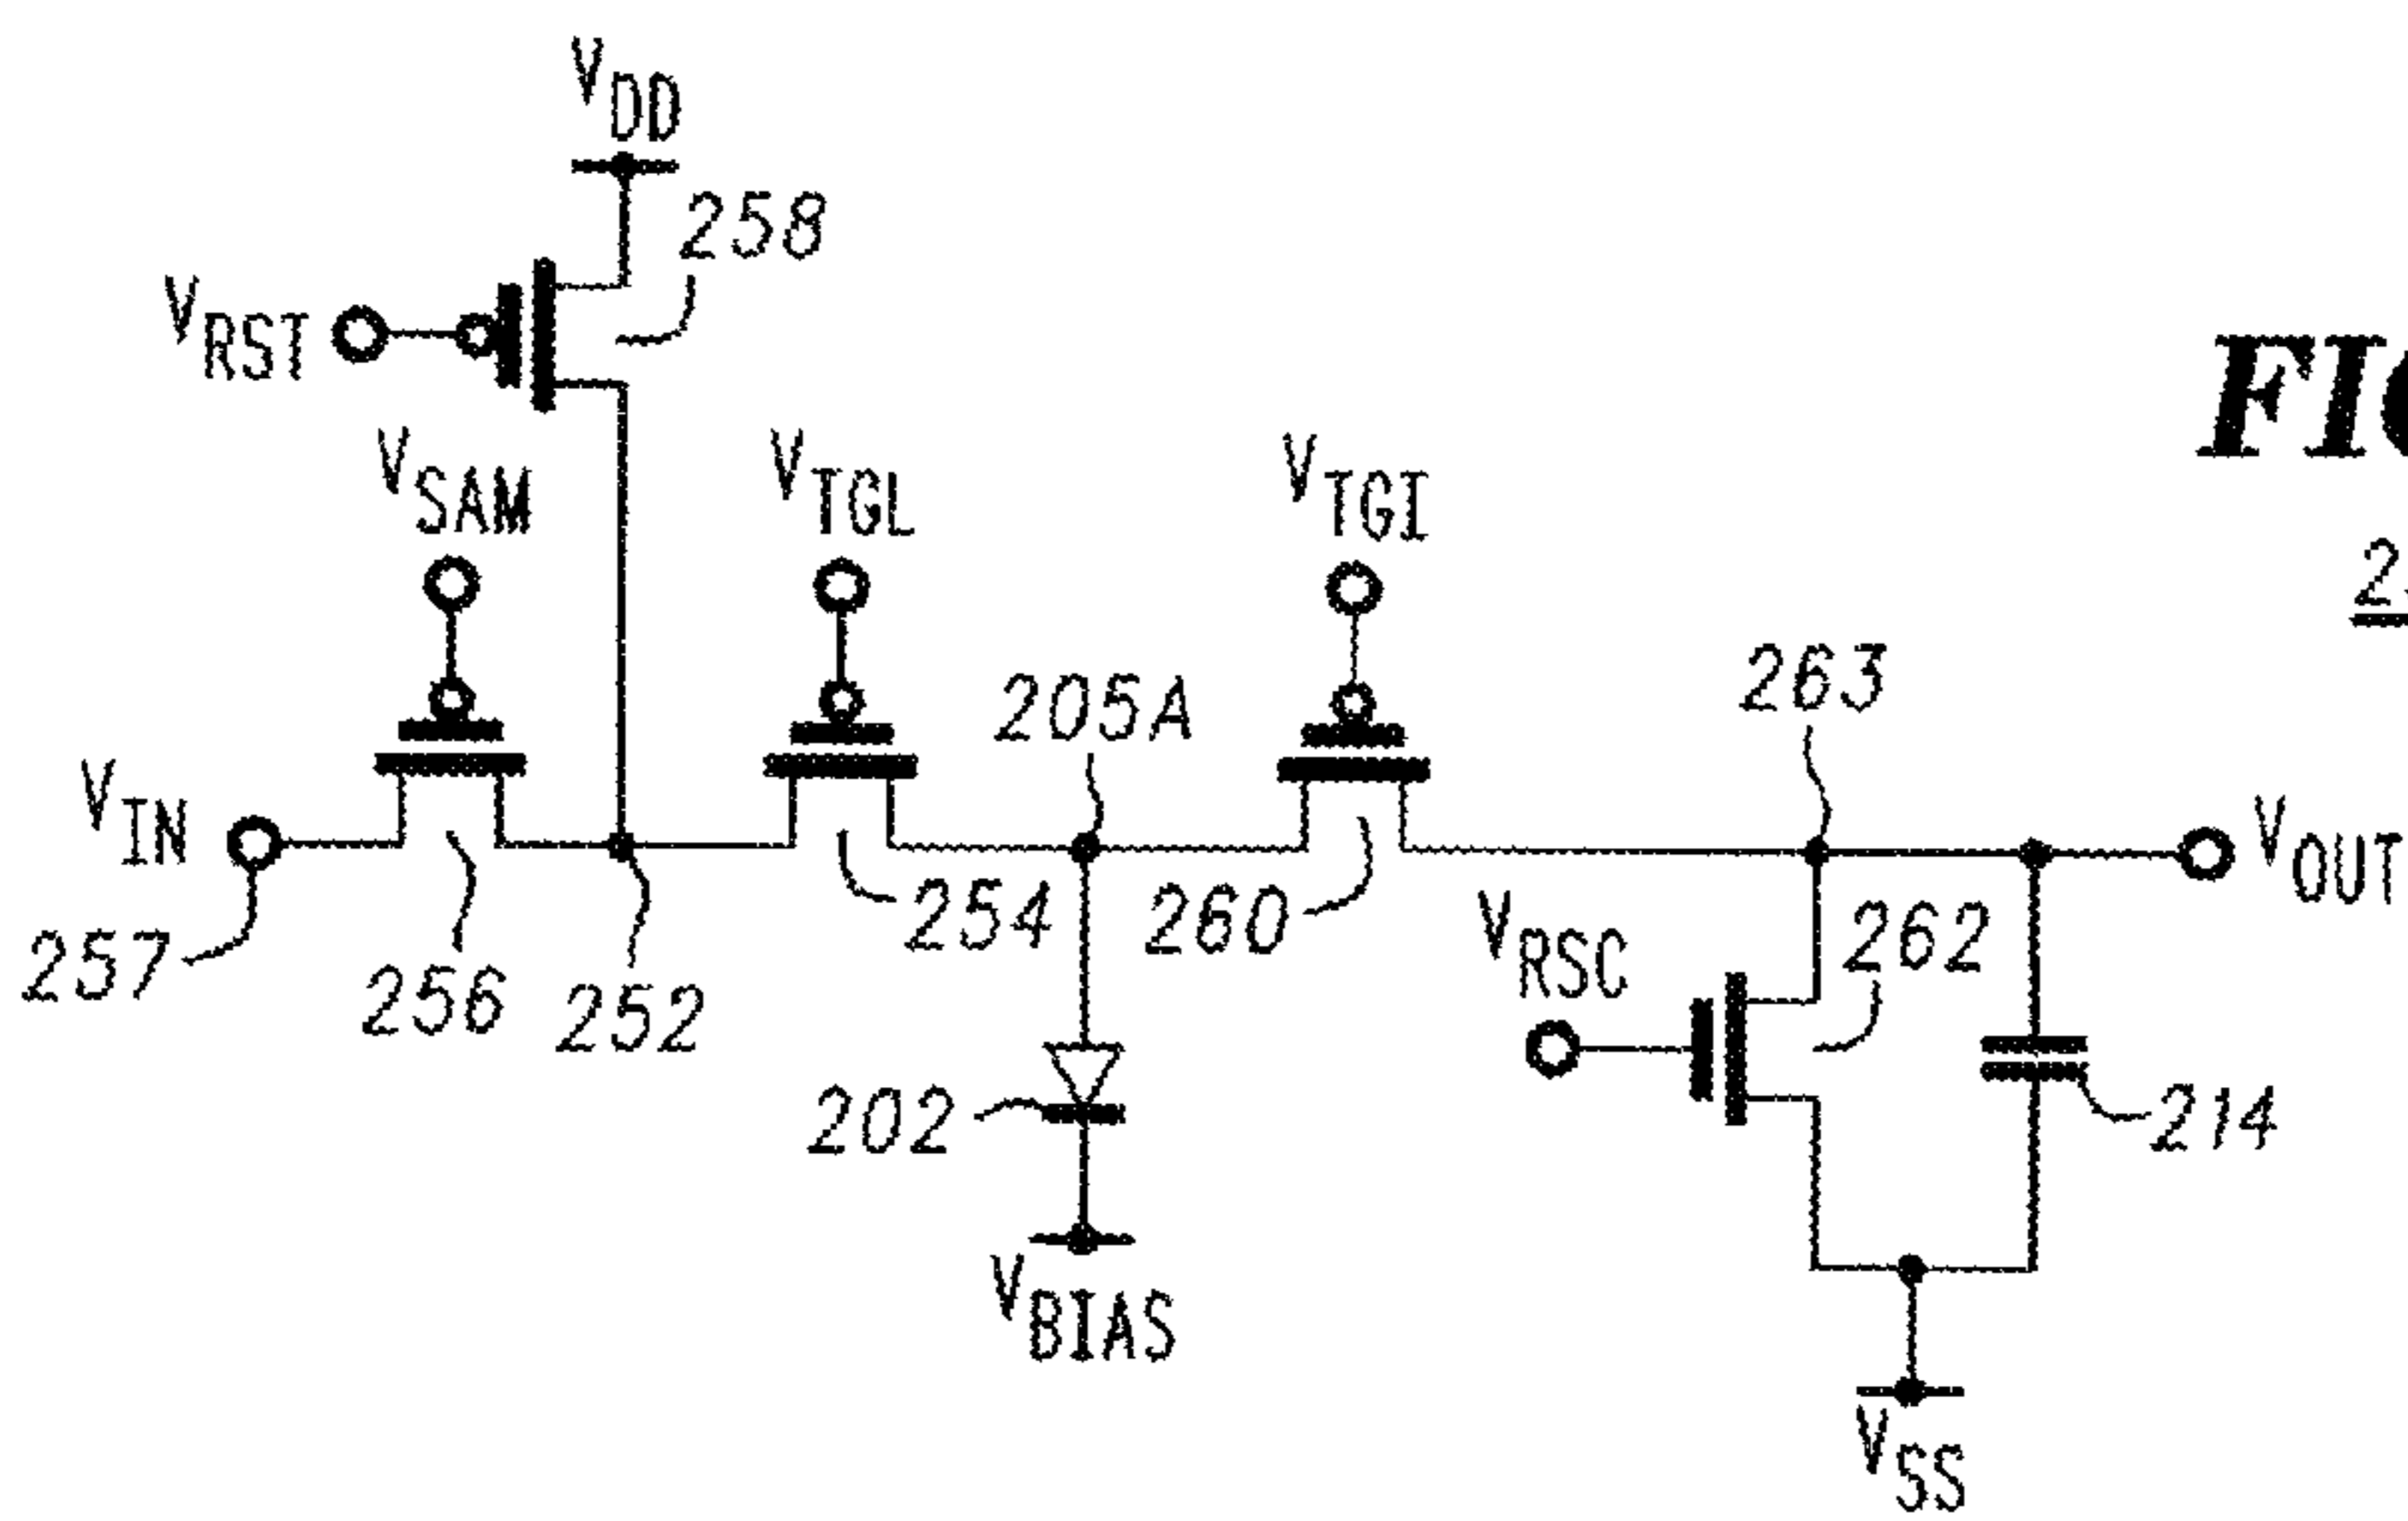 VDD
258
VRST
VSAM
VTGL
VTGI
205A
263
VIN
VOUT
257
256
252
254
260
VRSC
262
202
214
VBIAS
VSS